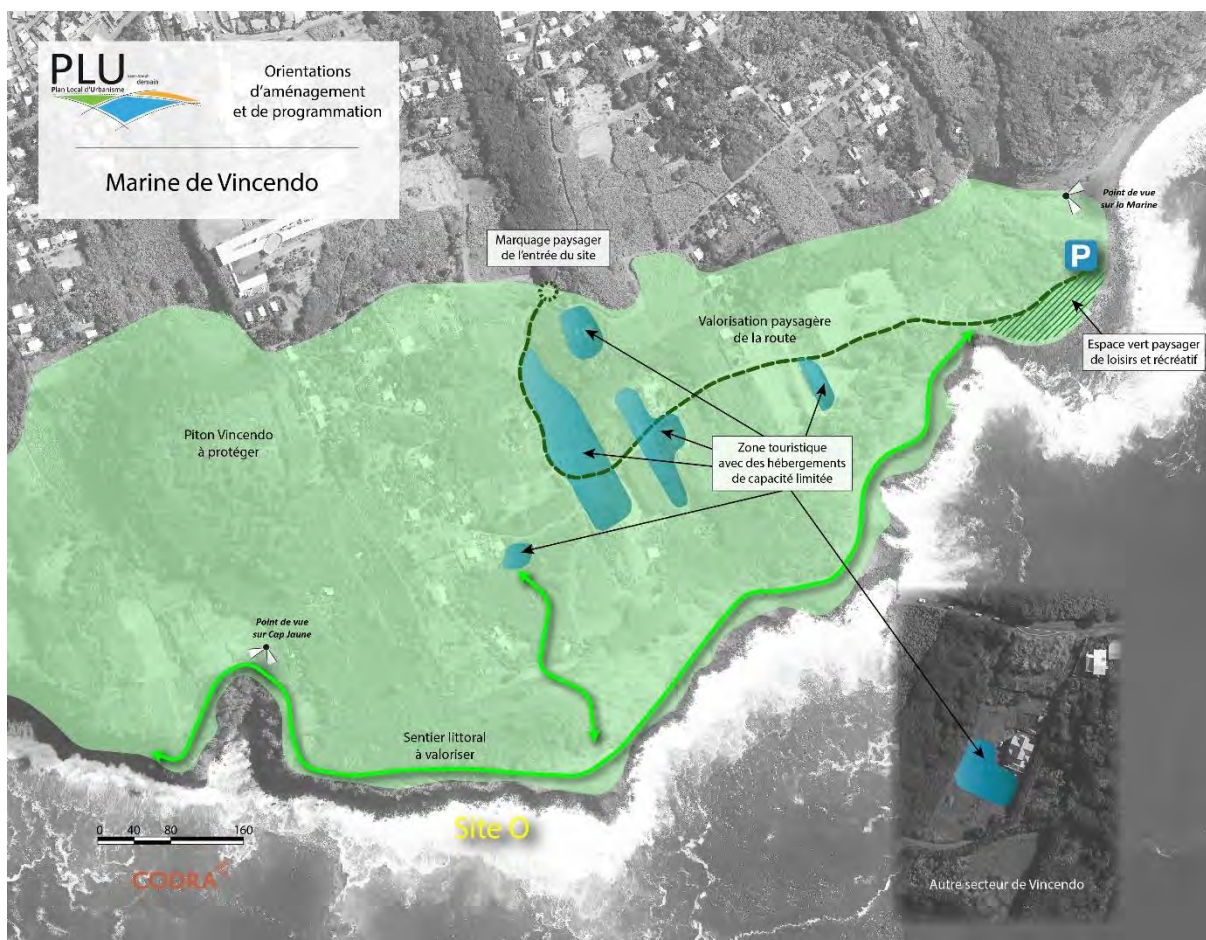 PLU
demain
Plan Local d'Urbanisme
Orientations
d'aménagement
et de programmation
Marine de Vincendo
Point de vue
sur la Marine
Marquage paysager
de l'entrée du site
P
Valorisation paysagère
de la route
Espace vert paysager
de loisirs et récréatif
Piton Vincendo
à protéger
Zone touristique
avec des hébergements
de capacité limitée
Point de vue
sur Cap Jaune
Sentier littoral
à valoriser
Site O
0 40 80 160
CODRA
Autre secteur de Vincendo